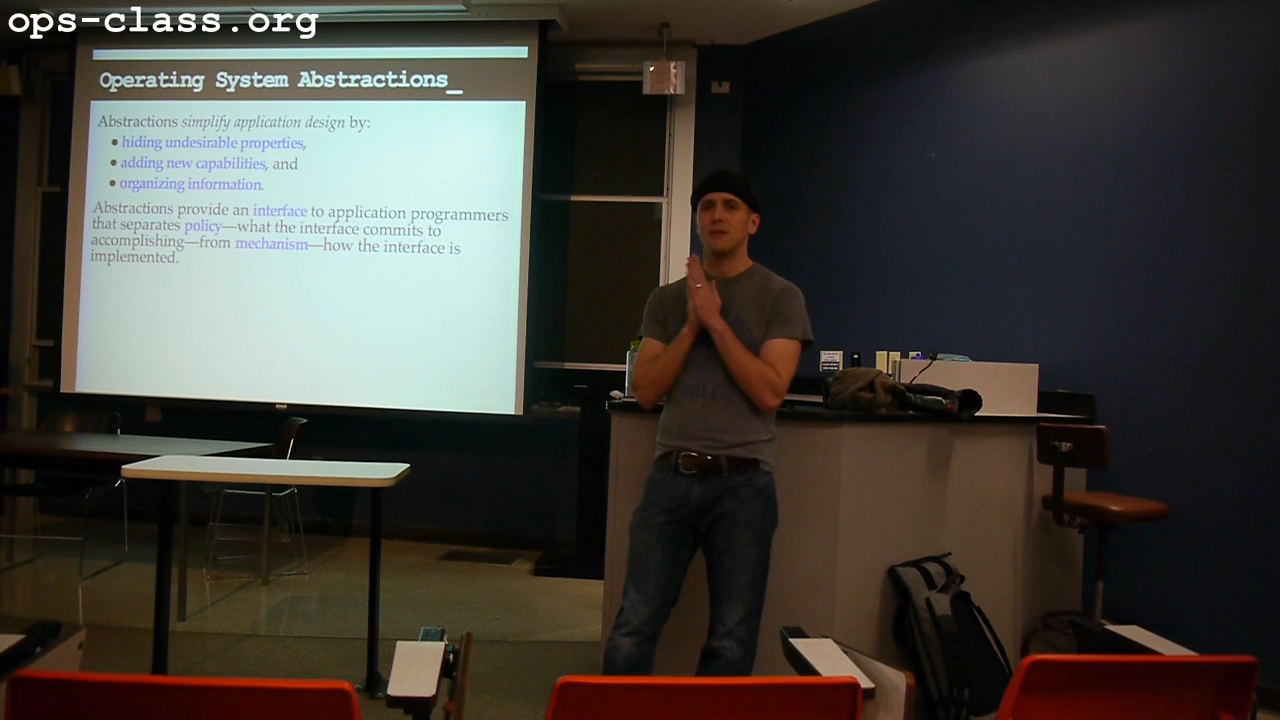 ops-class.org
Operating System Abstractions_
Abstractions simplify application design by:
• hiding undesirable properties,
• adding new capabilities, and
• organizing information.
Abstractions provide an interface to application programmers
that separates policy—what the interface commits to
accomplishing—from mechanism—how the interface is
implemented.